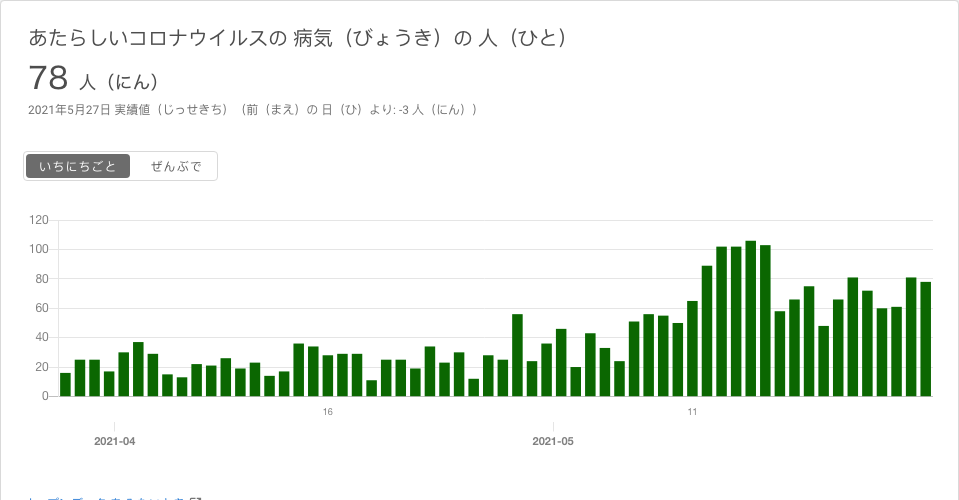 あたらしいコロナウイルスの 病気（びょうき）の 人（ひと）
78 人（にん）
2021年5月27日 実績値（じっせきち）（前（まえ）の 日（ひ）より: -3 人（にん））
いちにちごと ぜんぶで
120
100
80
60
40
20
0
16 11
2021-04 2021-05